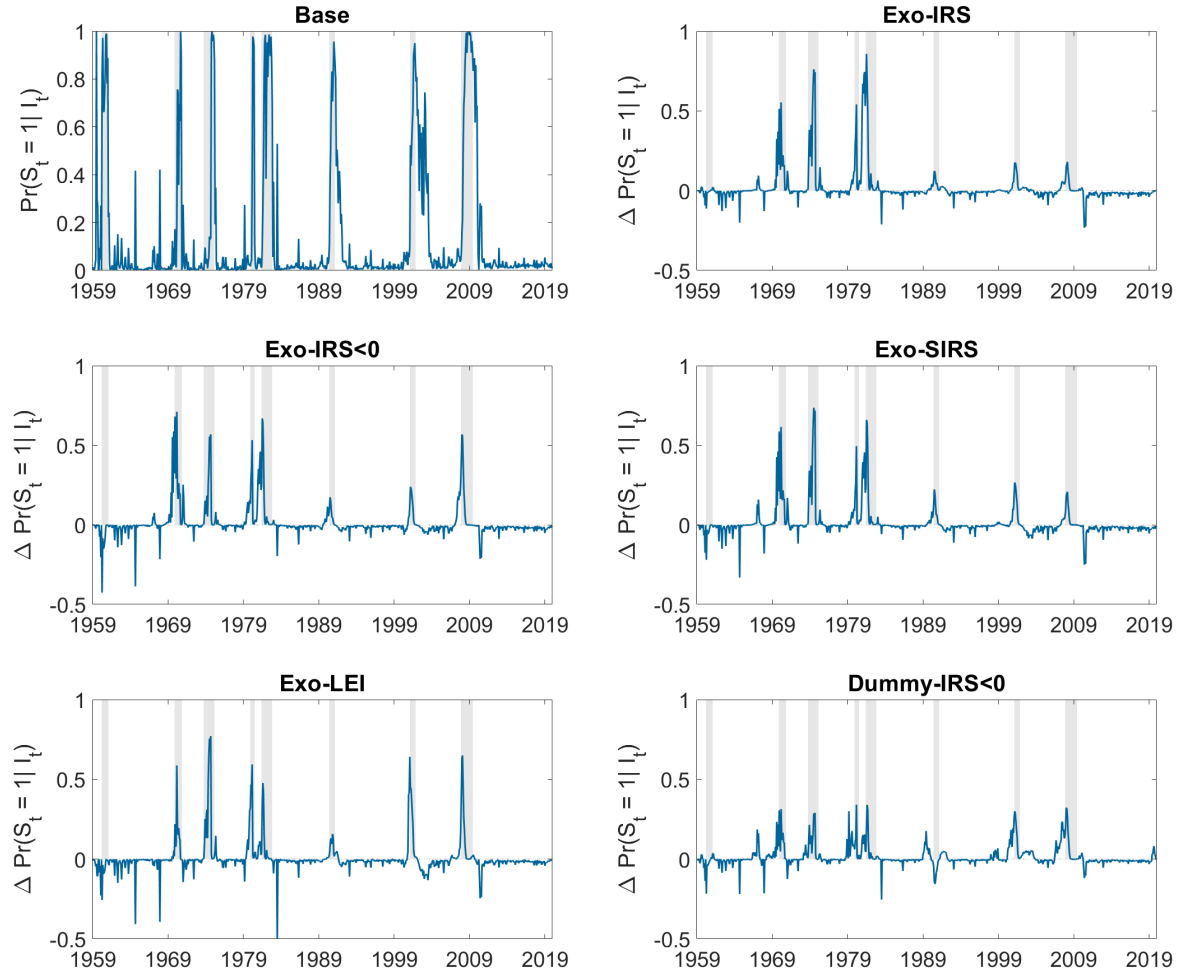 Base
Pr(S_t = 1| I_t)
1
0.8
0.6
0.4
0.2
0
1959 1969 1979 1989 1999 2009 2019
Exo-IRS
Δ Pr(S_t = 1| I_t)
1
0.5
0
-0.5
1959 1969 1979 1989 1999 2009 2019
Exo-IRS<0
Δ Pr(S_t = 1| I_t)
1
0.5
0
-0.5
1959 1969 1979 1989 1999 2009 2019
Exo-SIRS
Δ Pr(S_t = 1| I_t)
1
0.5
0
-0.5
1959 1969 1979 1989 1999 2009 2019
Exo-LEI
Δ Pr(S_t = 1| I_t)
1
0.5
0
-0.5
1959 1969 1979 1989 1999 2009 2019
Dummy-IRS<0
Δ Pr(S_t = 1| I_t)
1
0.5
0
-0.5
1959 1969 1979 1989 1999 2009 2019